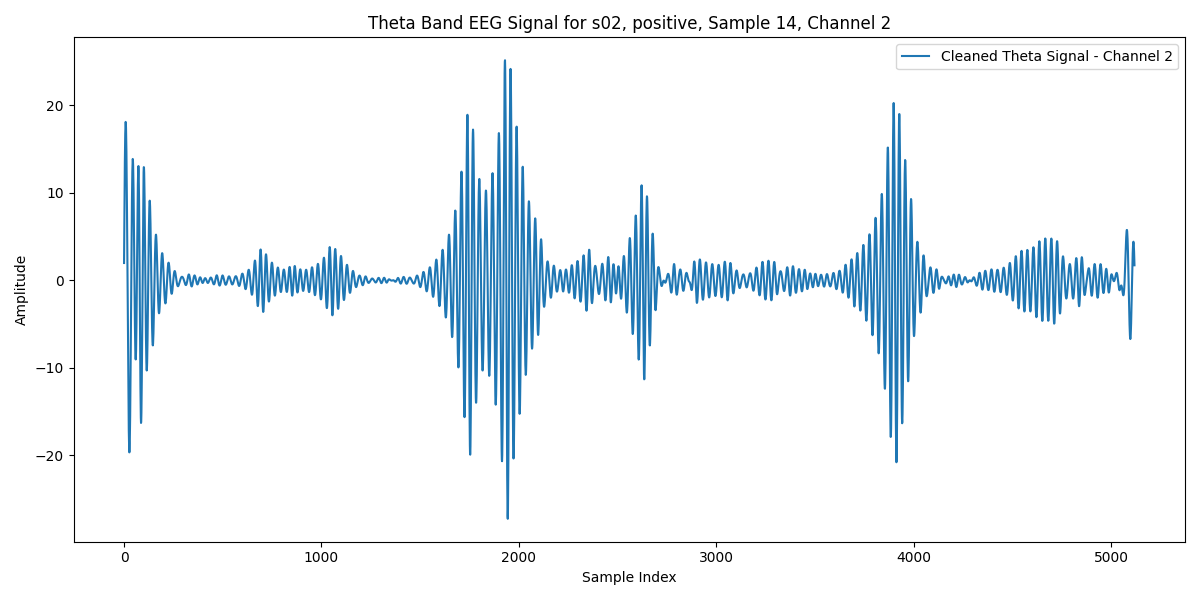 Theta Band EEG Signal for s02, positive, Sample 14, Channel 2
Cleaned Theta Signal - Channel 2
Amplitude
20
10
0
−10
−20
0 1000 2000 3000 4000 5000
Sample Index